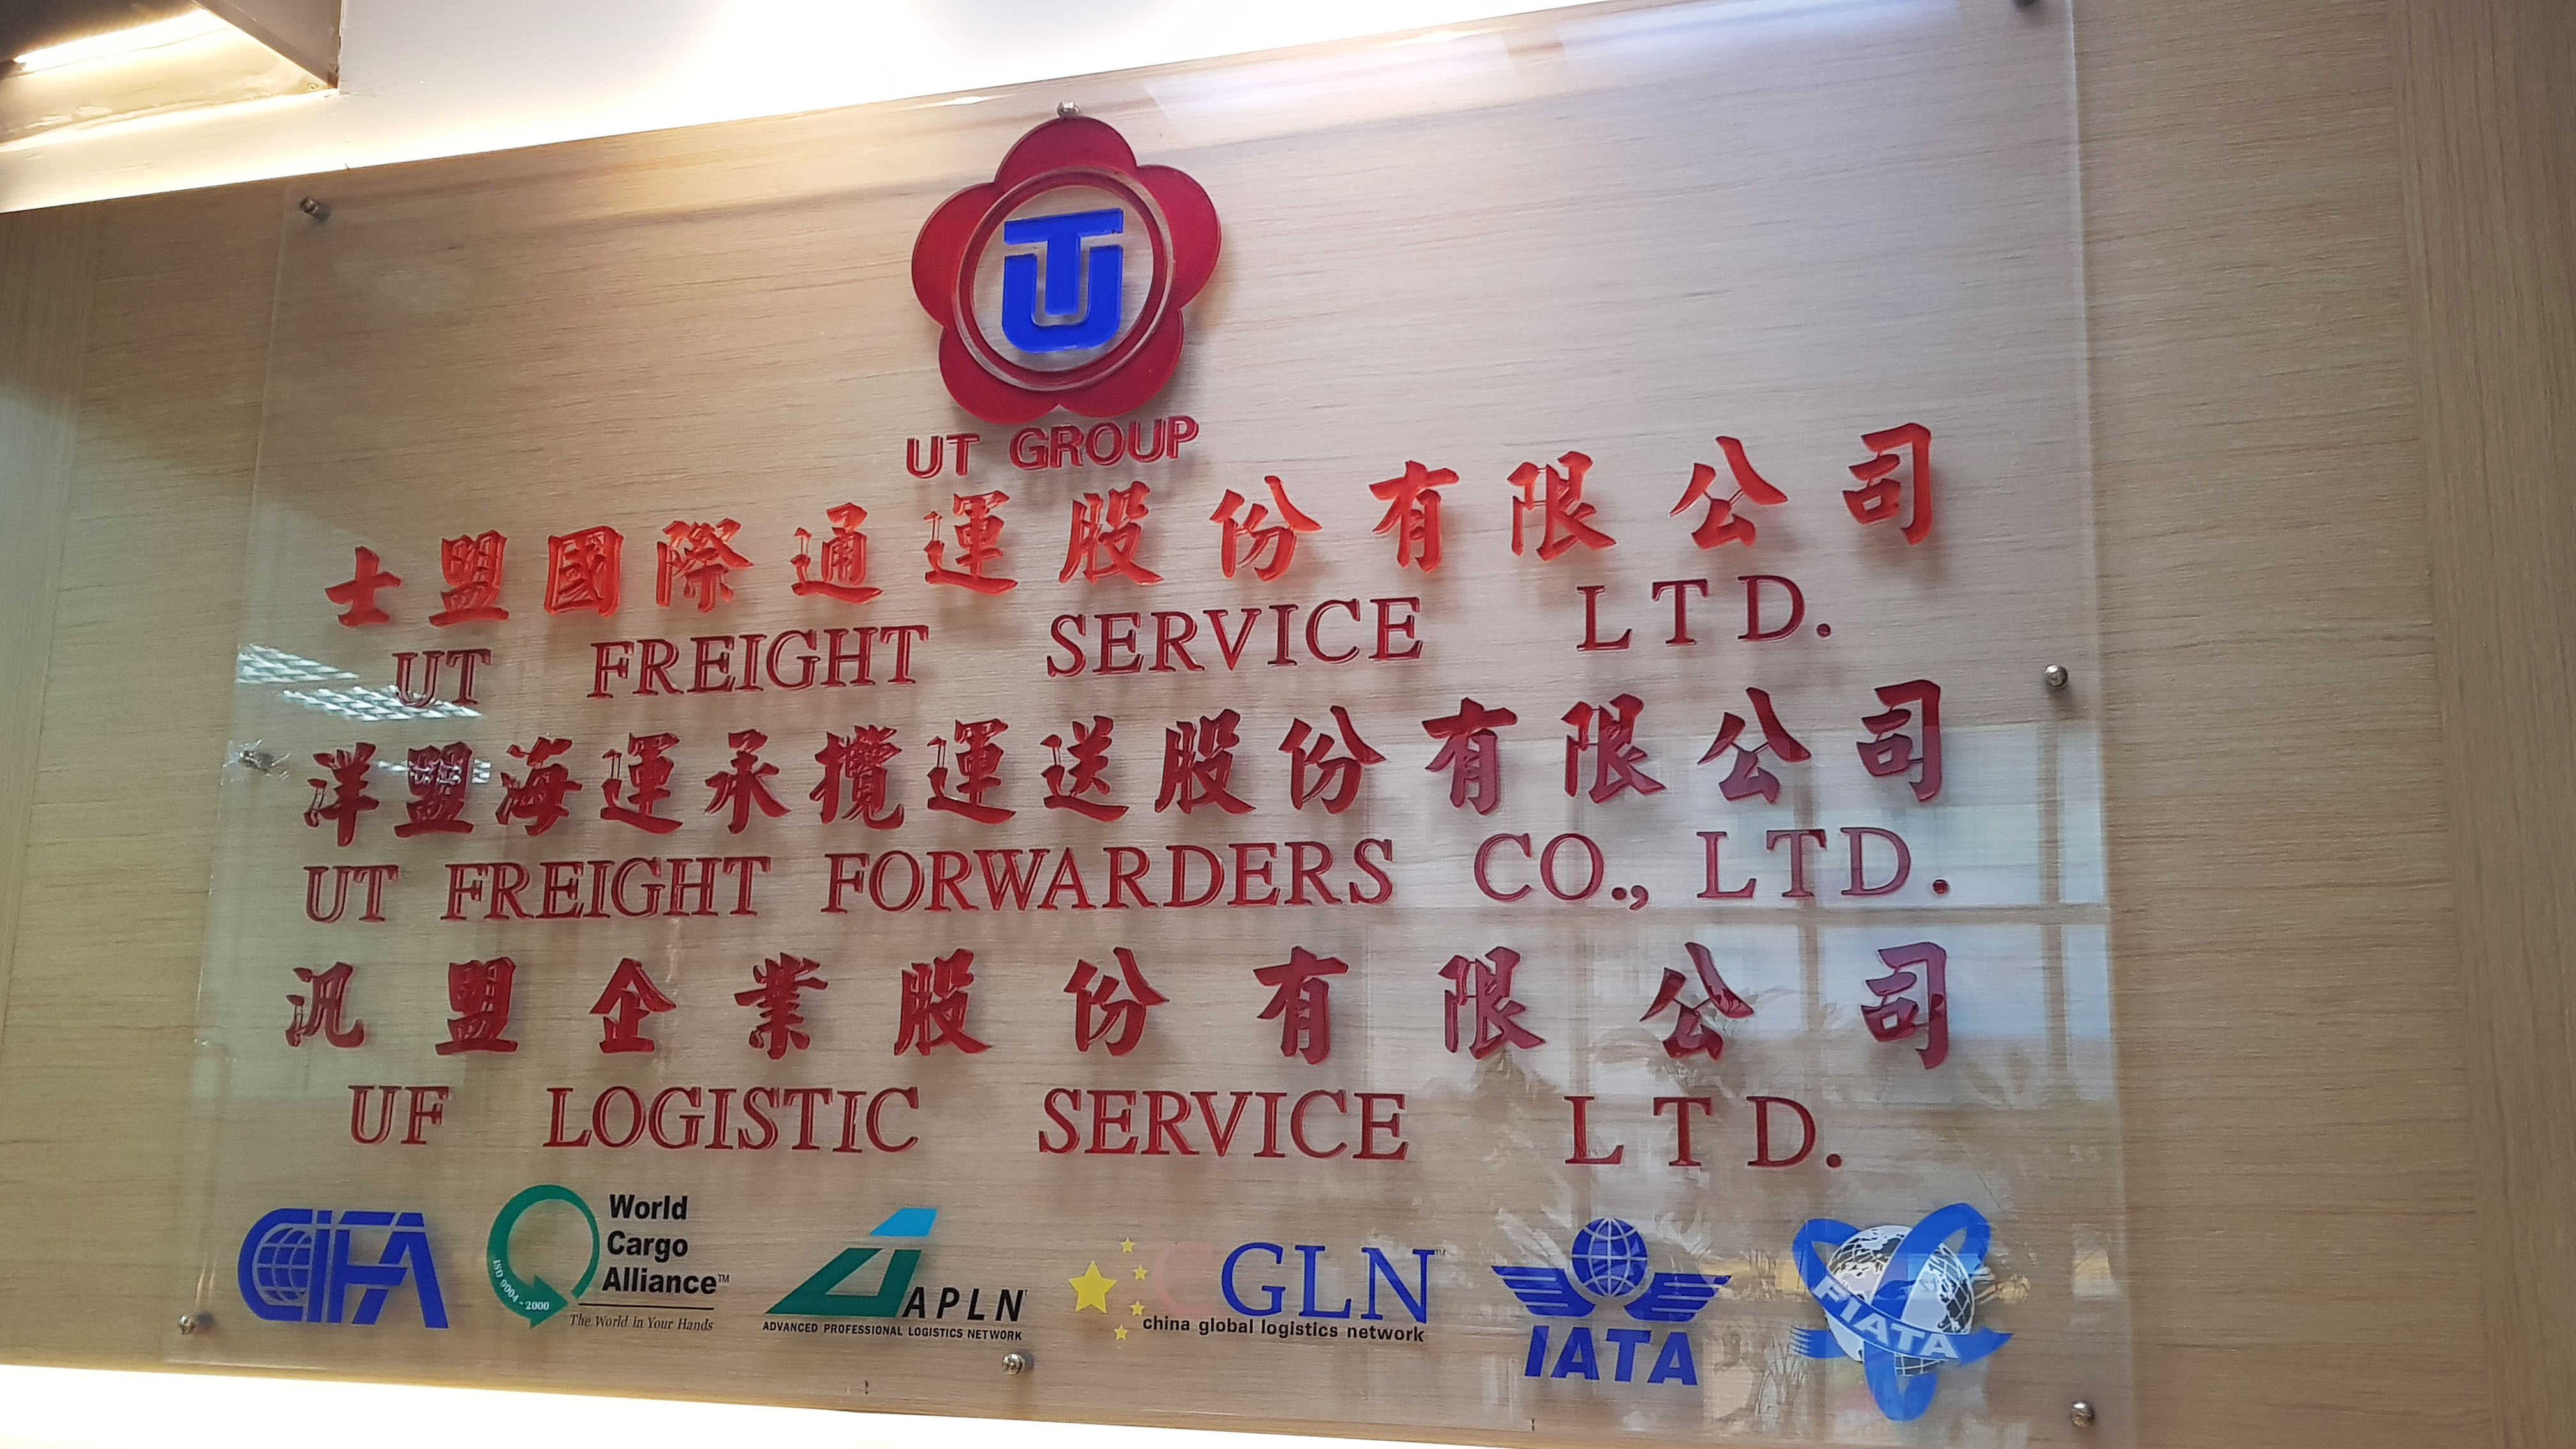 UT
UT GROUP
士盟國際通運股份有限公司
UT FREIGHT SERVICE LTD.
洋盟海運承攬運送股份有限公司
UT FREIGHT FORWARDERS CO., LTD.
汎盟企業股份有限公司
UF LOGISTIC SERVICE LTD.
CIFA
ISO 9004 - 2000
World
Cargo
Alliance™
The World in Your Hands
APLN
ADVANCED PROFESSIONAL LOGISTICS NETWORK
CGLN™
china global logistics network
IATA
FIATA